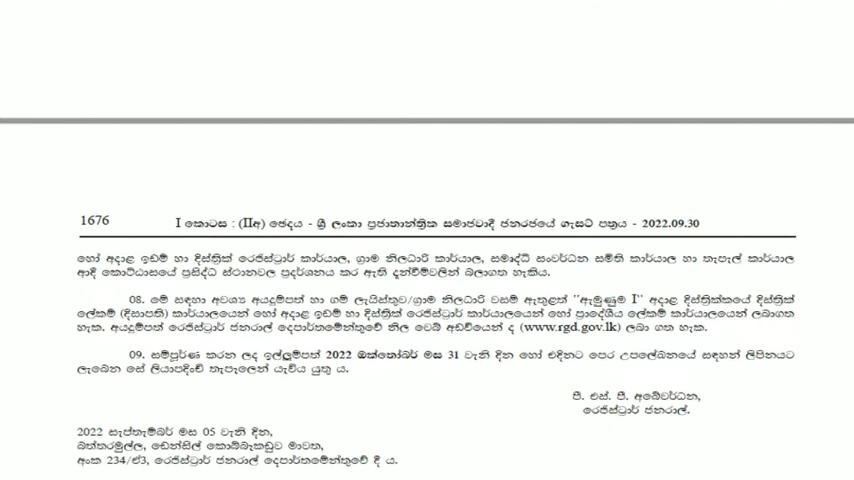 1676
I කොටස : (IIඅ) ඡෙදය - ශ්‍රී ලංකා ප්‍රජාතාන්ත්‍රික සමාජවාදී ජනරජයේ ගැසට් පත්‍රය - 2022.09.30
හෝ අදාළ ඉඩම් හා දිස්ත්‍රික් රෙජිස්ට්‍රාර් කාර්යාල, ග්‍රාම නිලධාරි කාර්යාල, සමෘද්ධි සංවර්ධන සමිති කාර්යාල හා තැපැල් කාර්යාල
ආදී කොට්ඨාසයේ ප්‍රසිද්ධ ස්ථානවල ප්‍රදර්ශනය කර ඇති දැන්වීම්වලින් බලාගත හැකිය.
08. මේ සඳහා අවශ්‍ය අයදුම්පත් හා ගම් ලැයිස්තුව/ග්‍රාම නිලධාරි වසම් ඇතුළත් "ඇමුණුම I" අදාළ දිස්ත්‍රික්කයේ දිස්ත්‍රික්
ලේකම් (දිසාපති) කාර්යාලයෙන් හෝ අදාළ ඉඩම් හා දිස්ත්‍රික් රෙජිස්ට්‍රාර් කාර්යාලයෙන් හෝ ප්‍රාදේශීය ලේකම් කාර්යාලයෙන් ලබාගත
හැක. අයදුම්පත් රෙජිස්ට්‍රාර් ජනරාල් දෙපාර්තමේන්තුවේ නිල වෙබ් අඩවියෙන් ද (www.rgd.gov.lk) ලබා ගත හැක.
09. සම්පූර්ණ කරන ලද ඉල්ලුම්පත් 2022 ඔක්තෝබර් මස 31 වැනි දින හෝ එදිනට පෙර උපලේඛනයේ සඳහන් ලිපිනයට
ලැබෙන සේ ලියාපදිංචි තැපෑලෙන් යැවිය යුතු ය.
පී. එස්. පී. අබේවර්ධන,
රෙජිස්ට්‍රාර් ජනරාල්.
2022 සැප්තැම්බර් මස 05 වැනි දින,
බත්තරමුල්ල, ඩෙන්සිල් කොබ්බෑකඩුව මාවත,
අංක 234/ඒ3, රෙජිස්ට්‍රාර් ජනරාල් දෙපාර්තමේන්තුවේ දී ය.